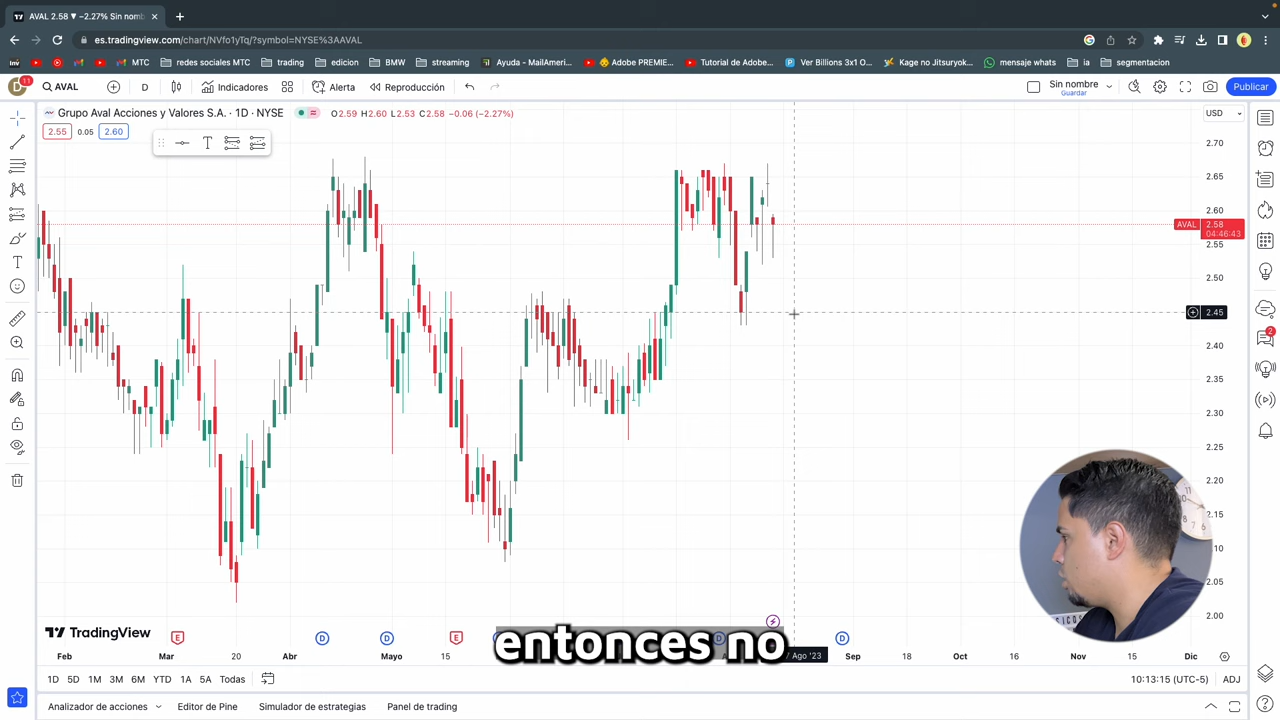 AVAL 2.58 ▼ −2.27% Sin nomb
es.tradingview.com/chart/NVfo1yTq/?symbol=NYSE%3AAVAL
Inv
edicion
MTC
redes sociales MTC
trading
edicion
BMW
streaming
Ayuda - MailAmeri...
Adobe PREMIE...
Tutorial de Adobe...
Ver Billions 3x1 O...
Kage no Jitsuryok...
mensaje whats
ia
segmentacion
D
11
AVAL
D
Indicadores
Alerta
Reproducción
Sin nombre
Guardar
Publicar
Grupo Aval Acciones y Valores S.A. · 1D · NYSE
O2.59 H2.60 L2.53 C2.58 −0.06 (−2.27%)
USD
2.55 0.05 2.60
2.70
2.65
2.60
AVAL 2.58
04:46:43
2.55
2.50
2.45
2.40
2.35
2.30
2.25
2.20
2.15
2.10
2.05
2.00
2
TradingView
E
D
D
E
D
entonces no
Feb
Mar
20
Abr
Mayo
15
Ago '23
Sep
18
Oct
16
Nov
15
Dic
1D
5D
1M
3M
6M
YTD
1A
5A
Todas
10:13:15 (UTC-5)
ADJ
Analizador de acciones
Editor de Pine
Simulador de estrategias
Panel de trading